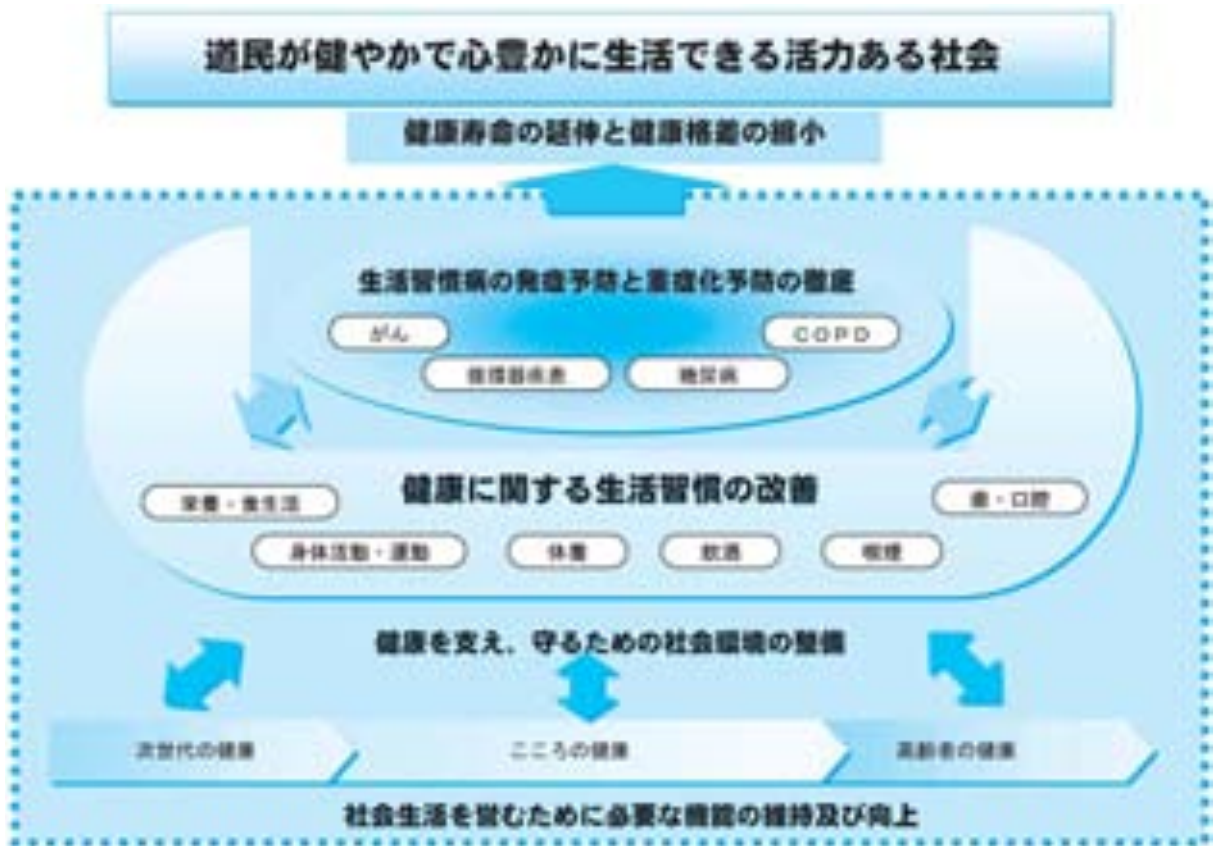 道民が健やかで心豊かに生活できる活力ある社会
健康寿命の延伸と健康格差の縮小
生活習慣病の発症予防と重症化予防の徹底
がん
COPD
循環器疾患
糖尿病
健康に関する生活習慣の改善
栄養・食生活
歯・口腔
身体活動・運動
休養
飲酒
喫煙
健康を支え、守るための社会環境の整備
次世代の健康
こころの健康
高齢者の健康
社会生活を営むために必要な機能の維持及び向上